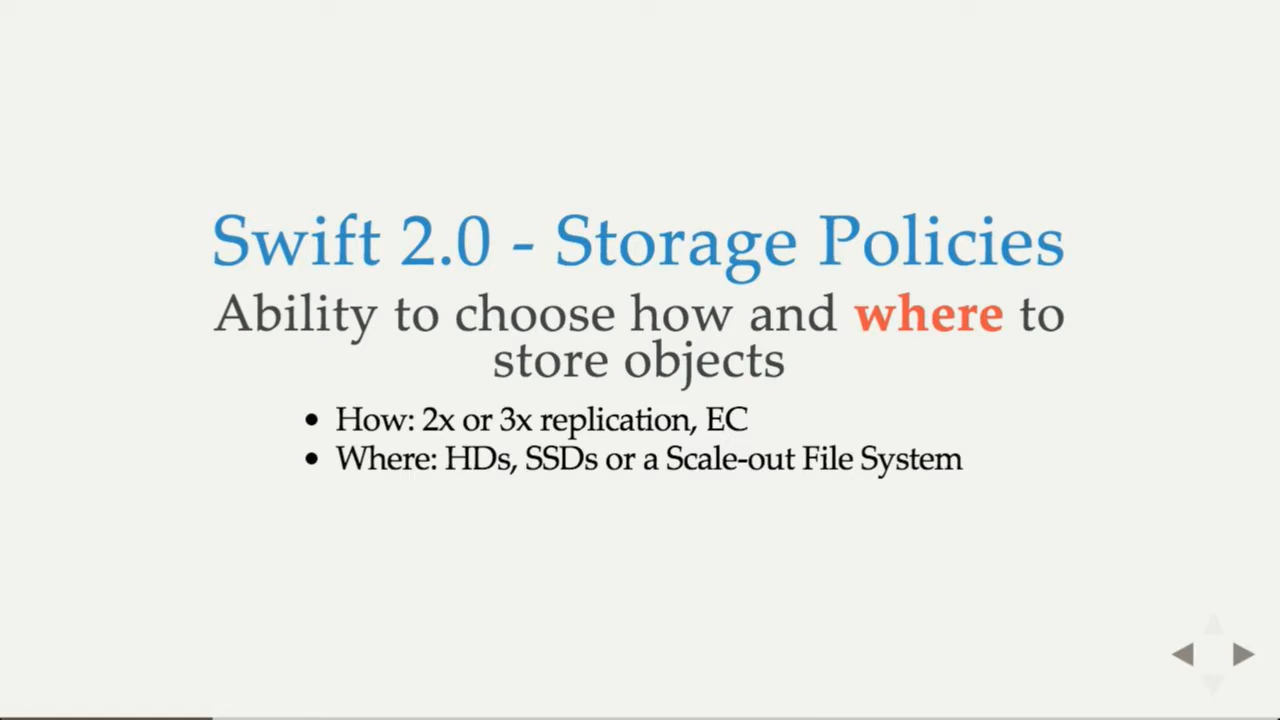 Swift 2.0 - Storage Policies
Ability to choose how and where to
store objects
• How: 2x or 3x replication, EC
• Where: HDs, SSDs or a Scale-out File System